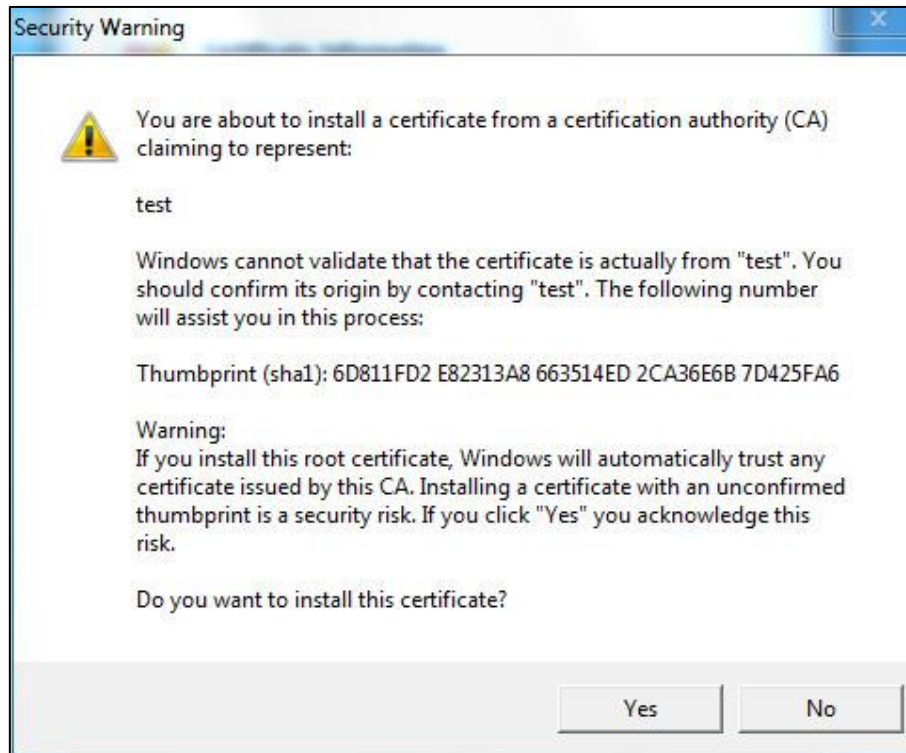 Security Warning
You are about to install a certificate from a certification authority (CA)
claiming to represent:
test
Windows cannot validate that the certificate is actually from "test". You
should confirm its origin by contacting "test". The following number
will assist you in this process:
Thumbprint (sha1): 6D811FD2 E82313A8 663514ED 2CA36E6B 7D425FA6
Warning:
If you install this root certificate, Windows will automatically trust any
certificate issued by this CA. Installing a certificate with an unconfirmed
thumbprint is a security risk. If you click "Yes" you acknowledge this
risk.
Do you want to install this certificate?
Yes
No